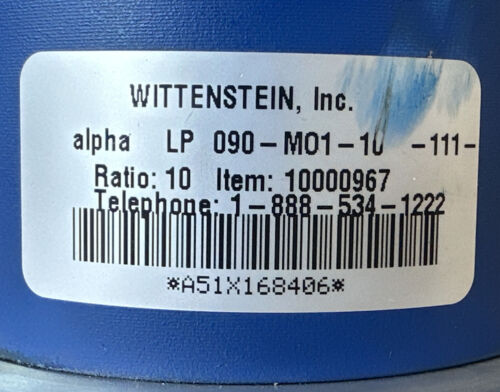 WITTENSTEIN, Inc.
alpha LP 090-M01-10 -111-
Ratio: 10 Item: 10000967
Telephone: 1-888-534-1222
*A51X168406*